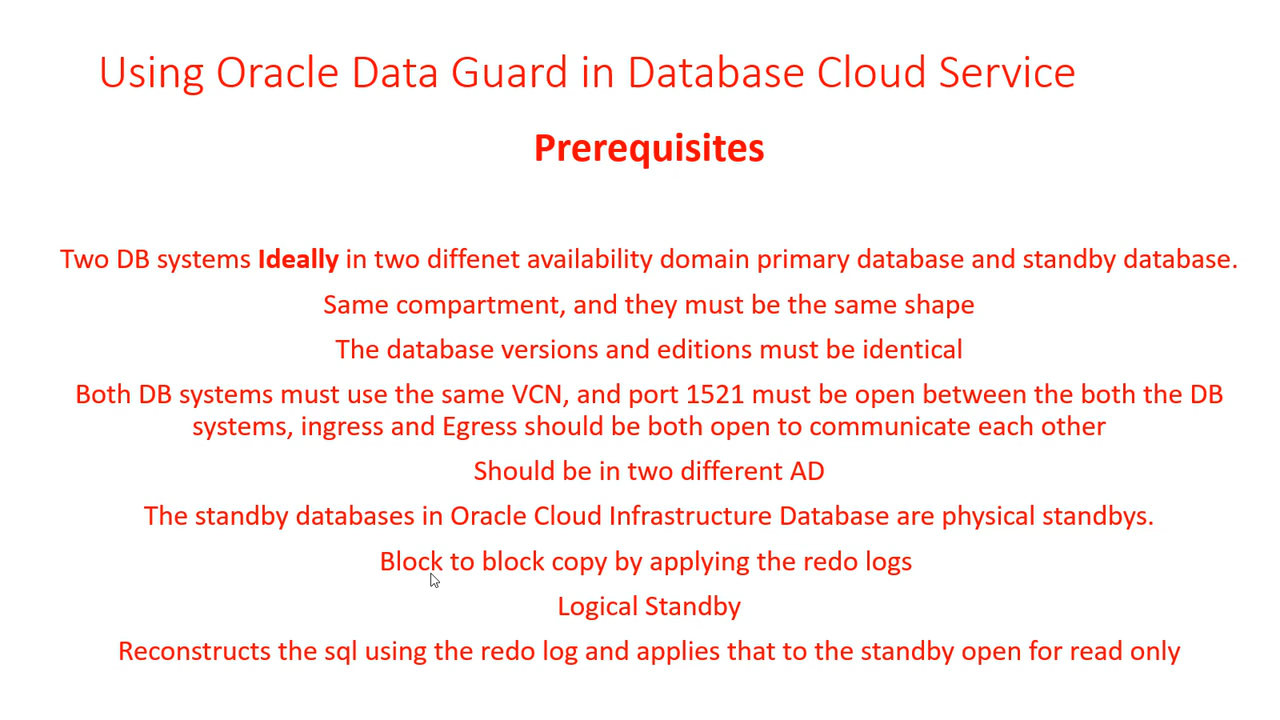 Using Oracle Data Guard in Database Cloud Service
Prerequisites
Two DB systems Ideally in two diffenet availability domain primary database and standby database.
Same compartment, and they must be the same shape
The database versions and editions must be identical
Both DB systems must use the same VCN, and port 1521 must be open between the both the DB
systems, ingress and Egress should be both open to communicate each other
Should be in two different AD
The standby databases in Oracle Cloud Infrastructure Database are physical standbys.
Block to block copy by applying the redo logs
Logical Standby
Reconstructs the sql using the redo log and applies that to the standby open for read only